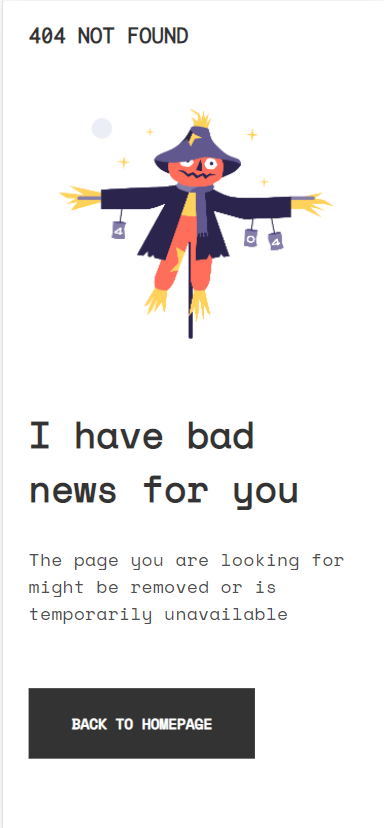 404 NOT FOUND
4
0
4
I have bad
news for you
The page you are looking for
might be removed or is
temporarily unavailable
BACK TO HOMEPAGE